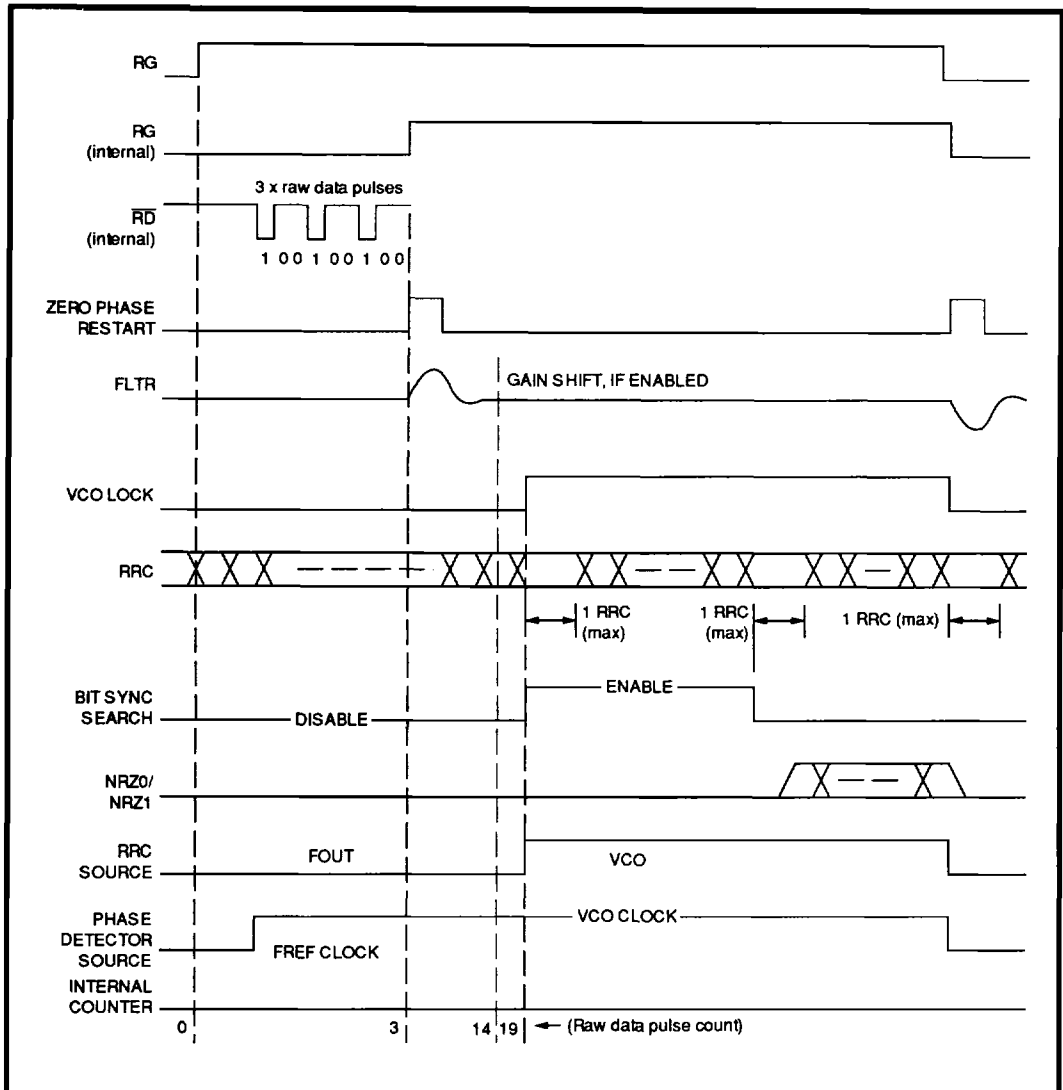 RG
RG
(internal)
3 x raw data pulses
RD
(internal)
1 0 0 1 0 0 1 0 0
ZERO PHASE
RESTART
FLTR
GAIN SHIFT, IF ENABLED
VCO LOCK
RRC
1 RRC
(max)
1 RRC
(max)
1 RRC (max)
BIT SYNC
SEARCH
DISABLE
ENABLE
NRZ0/
NRZ1
RRC
SOURCE
FOUT
VCO
PHASE
DETECTOR
SOURCE
FREF CLOCK
VCO CLOCK
INTERNAL
COUNTER
0
3
14
19
(Raw data pulse count)